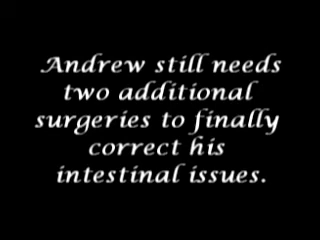 Andrew still needs
two additional
surgeries to finally
correct his
intestinal issues.